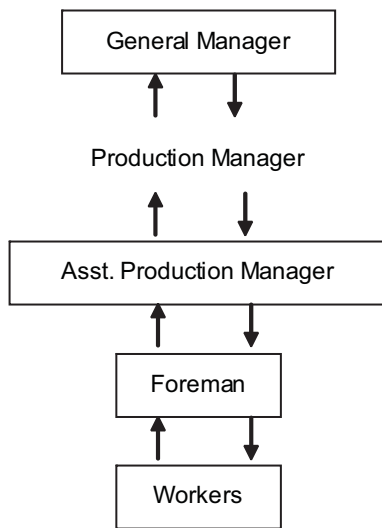 General Manager
Production Manager
Asst. Production Manager
Foreman
Workers